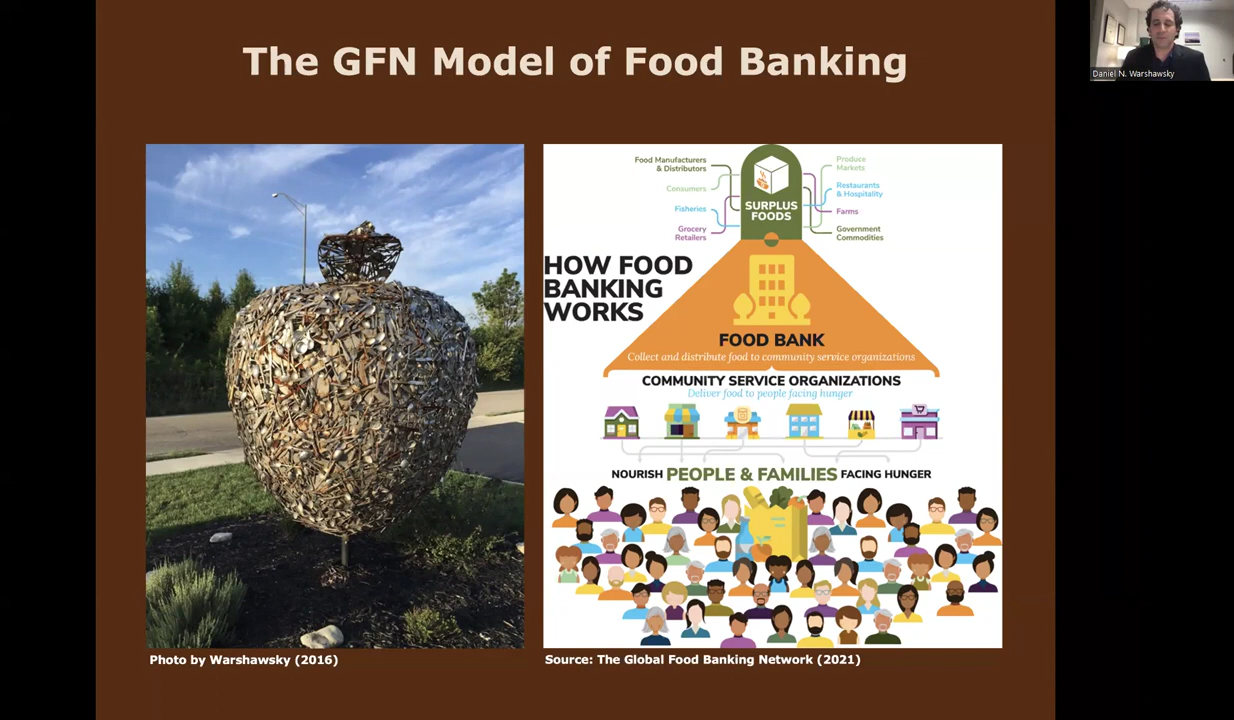 The GFN Model of Food Banking
Daniel N. Warshawsky
Food Manufacturers
& Distributors
Consumers
Fisheries
Grocery
Retailers
SURPLUS
FOODS
Produce
Markets
Restaurants
& Hospitality
Farms
Government
Commodities
HOW FOOD
BANKING
WORKS
FOOD BANK
Collect and distribute food to community service organizations
COMMUNITY SERVICE ORGANIZATIONS
Deliver food to people facing hunger
NOURISH PEOPLE & FAMILIES FACING HUNGER
Photo by Warshawsky (2016)
Source: The Global Food Banking Network (2021)